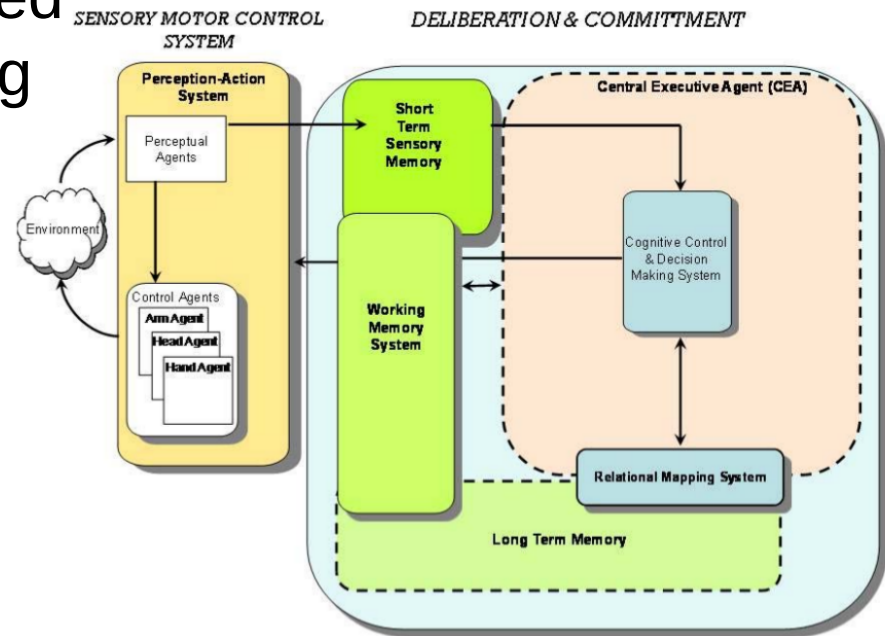 ed
g
SENSORY MOTOR CONTROL
SYSTEM
DELIBERATION & COMMITTMENT
Perception-Action
System
Perceptual
Agents
Environment
Control Agents
Arm Agent
Head Agent
Hand Agent
Short
Term
Sensory
Memory
Working
Memory
System
Central Executive Agent (CEA)
Cognitive Control
& Decision
Making System
Relational Mapping System
Long Term Memory